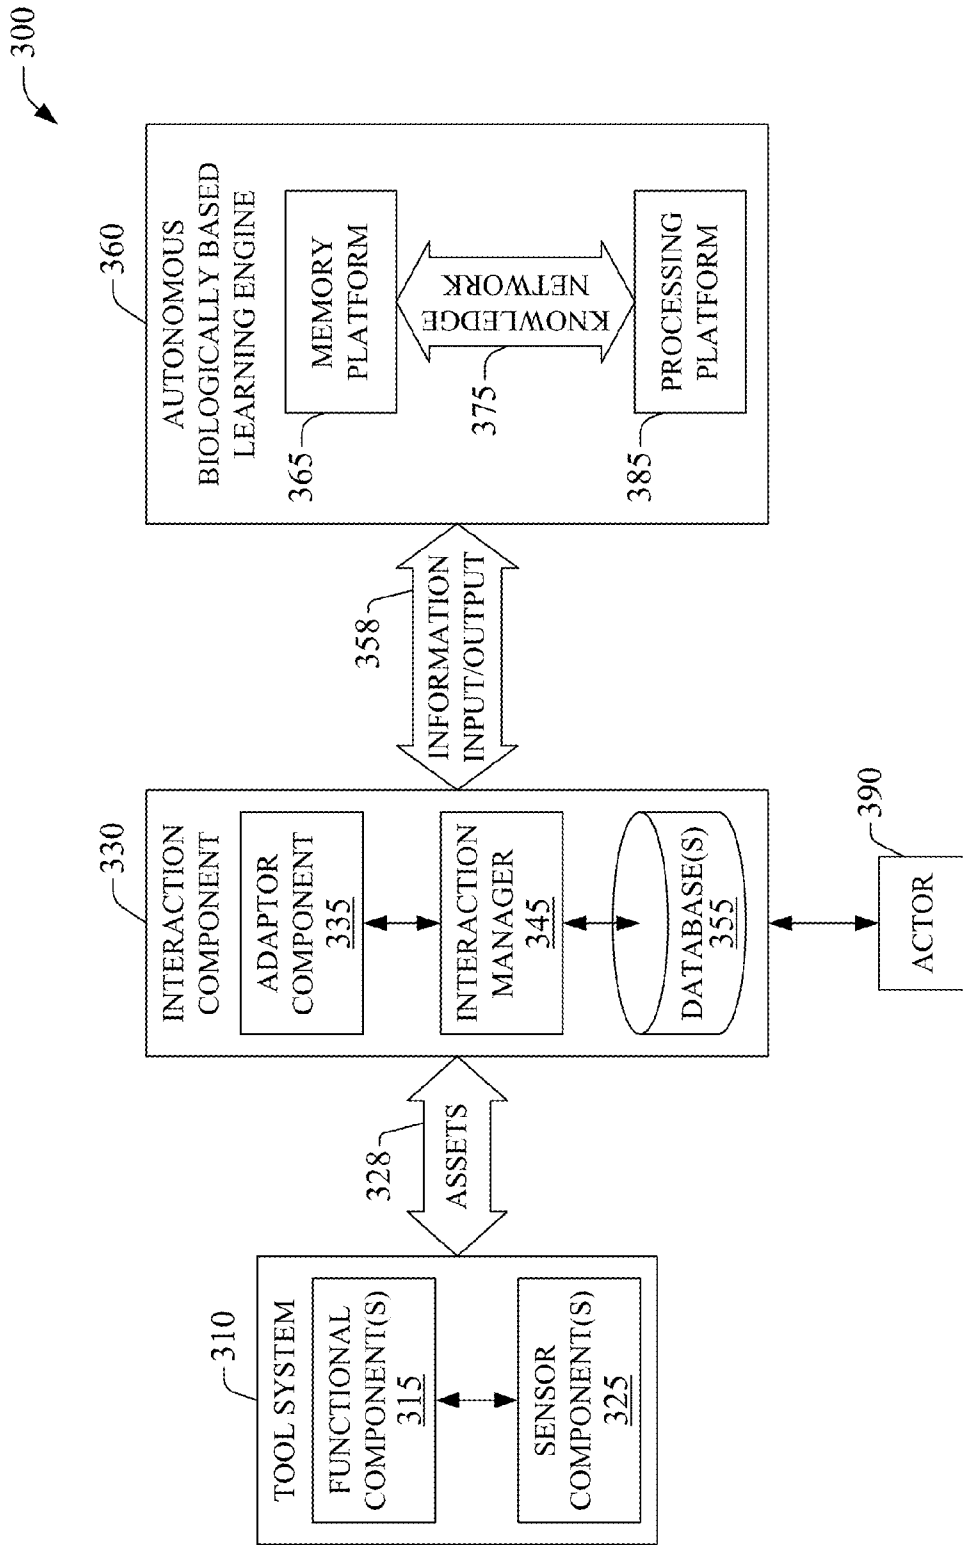 300
310
TOOL SYSTEM
FUNCTIONAL
COMPONENT(S)
315
SENSOR
COMPONENT(S)
325
328
ASSETS
330
INTERACTION
COMPONENT
ADAPTOR
COMPONENT
335
INTERACTION
MANAGER
345
DATABASE(S)
355
390
ACTOR
358
INFORMATION
INPUT/OUTPUT
360
AUTONOMOUS
BIOLOGICALLY BASED
LEARNING ENGINE
MEMORY
PLATFORM
365
KNOWLEDGE
NETWORK
375
PROCESSING
PLATFORM
385